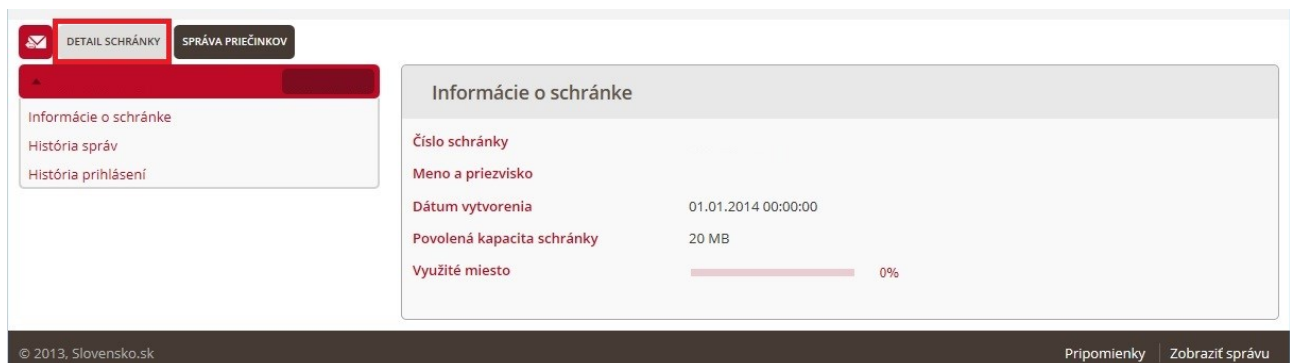 DETAIL SCHRÁNKY
SPRÁVA PRIEČINKOV
Informácie o schránke
História správ
História prihlásení
Informácie o schránke
Číslo schránky
Meno a priezvisko
Dátum vytvorenia 01.01.2014 00:00:00
Povolená kapacita schránky 20 MB
Využité miesto 0%
© 2013, Slovensko.sk
Pripomienky Zobraziť správu